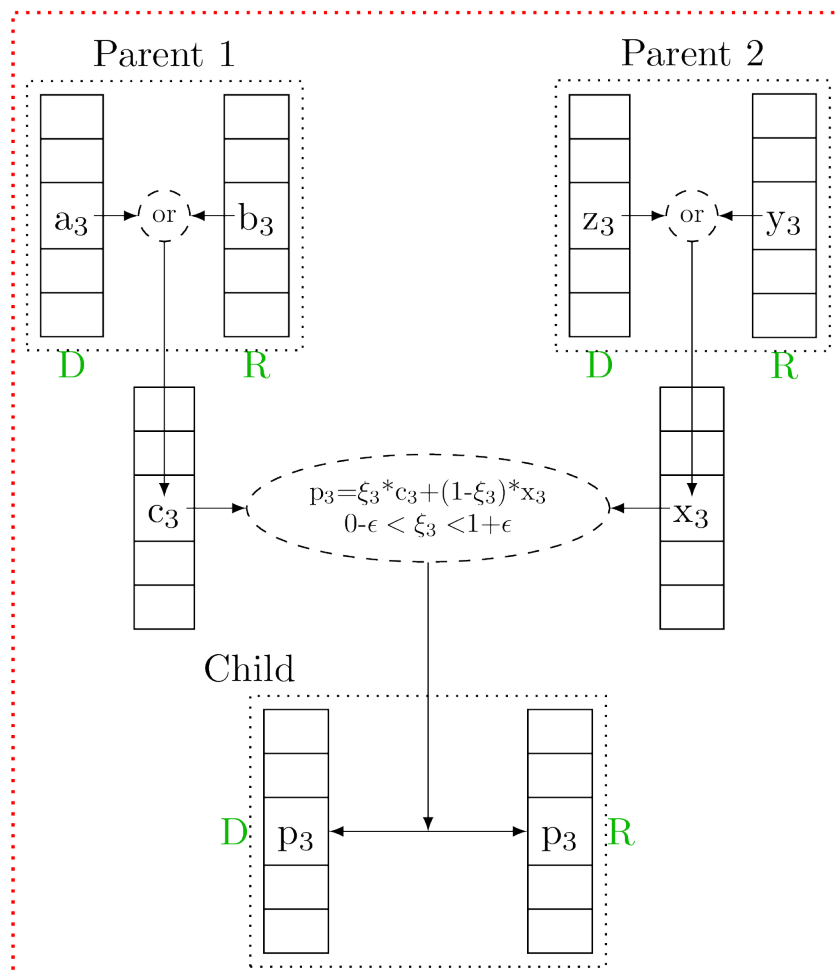 Parent 1
Parent 2
a₃ or b₃
z₃ or y₃
D R
D R
c₃
p₃=ξ₃*c₃+(1-ξ₃)*x₃
0-ϵ < ξ₃ <1+ϵ
x₃
Child
D p₃ p₃ R